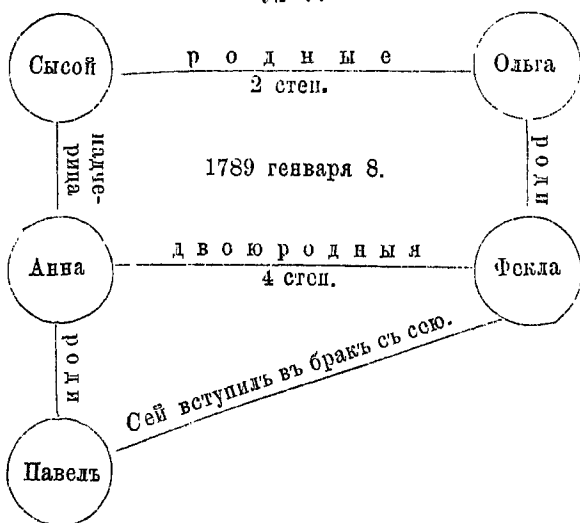 Сысой
родные
2 степ.
Ольга
надче-
рица
1789 генваря 8.
роди
Анна
двоюродныя
4 степ.
Фекла
роди
Сей вступилъ въ бракъ съ сею.
Павелъ